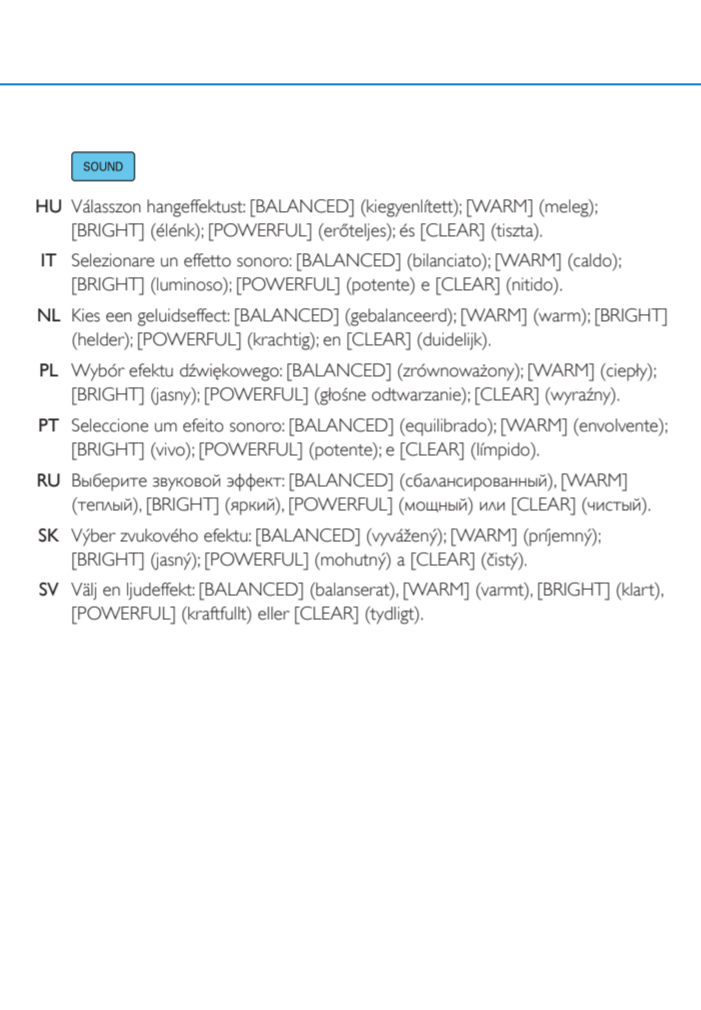 SOUND
HU Válasszon hangeffektust: [BALANCED] (kiegyenlített); [WARM] (meleg);
[BRIGHT] (élénk); [POWERFUL] (erőteljes); és [CLEAR] (tiszta).
IT Selezionare un effetto sonoro: [BALANCED] (bilanciato); [WARM] (caldo);
[BRIGHT] (luminoso); [POWERFUL] (potente) e [CLEAR] (nitido).
NL Kies een geluidseffect: [BALANCED] (gebalanceerd); [WARM] (warm); [BRIGHT]
(helder); [POWERFUL] (krachtig); en [CLEAR] (duidelijk).
PL Wybór efektu dźwiękowego: [BALANCED] (zrównoważony); [WARM] (ciepły);
[BRIGHT] (jasny); [POWERFUL] (głośne odtwarzanie); [CLEAR] (wyraźny).
PT Seleccione um efeito sonoro: [BALANCED] (equilibrado); [WARM] (envolvente);
[BRIGHT] (vivo); [POWERFUL] (potente); e [CLEAR] (límpido).
RU Выберите звуковой эффект: [BALANCED] (сбалансированный), [WARM]
(теплый), [BRIGHT] (яркий), [POWERFUL] (мощный) или [CLEAR] (чистый).
SK Výber zvukového efektu: [BALANCED] (vyvážený); [WARM] (príjemný);
[BRIGHT] (jasný); [POWERFUL] (mohutný) a [CLEAR] (čistý).
SV Välj en ljudeffekt: [BALANCED] (balanserat), [WARM] (varmt), [BRIGHT] (klart),
[POWERFUL] (kraftfullt) eller [CLEAR] (tydligt).